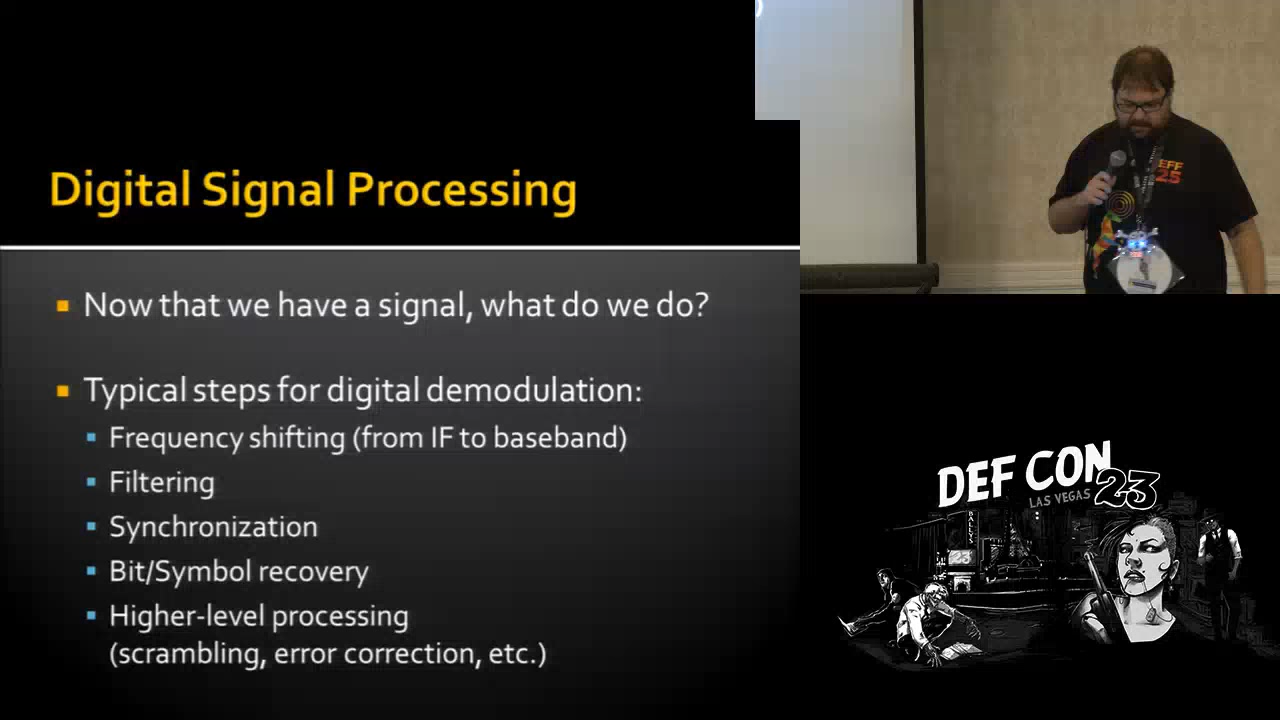 Digital Signal Processing
Now that we have a signal, what do we do?
Typical steps for digital demodulation:
Frequency shifting (from IF to baseband)
Filtering
Synchronization
Bit/Symbol recovery
Higher-level processing
(scrambling, error correction, etc.)
EFF
25
DEF CON
23
LAS VEGAS
BALLYS